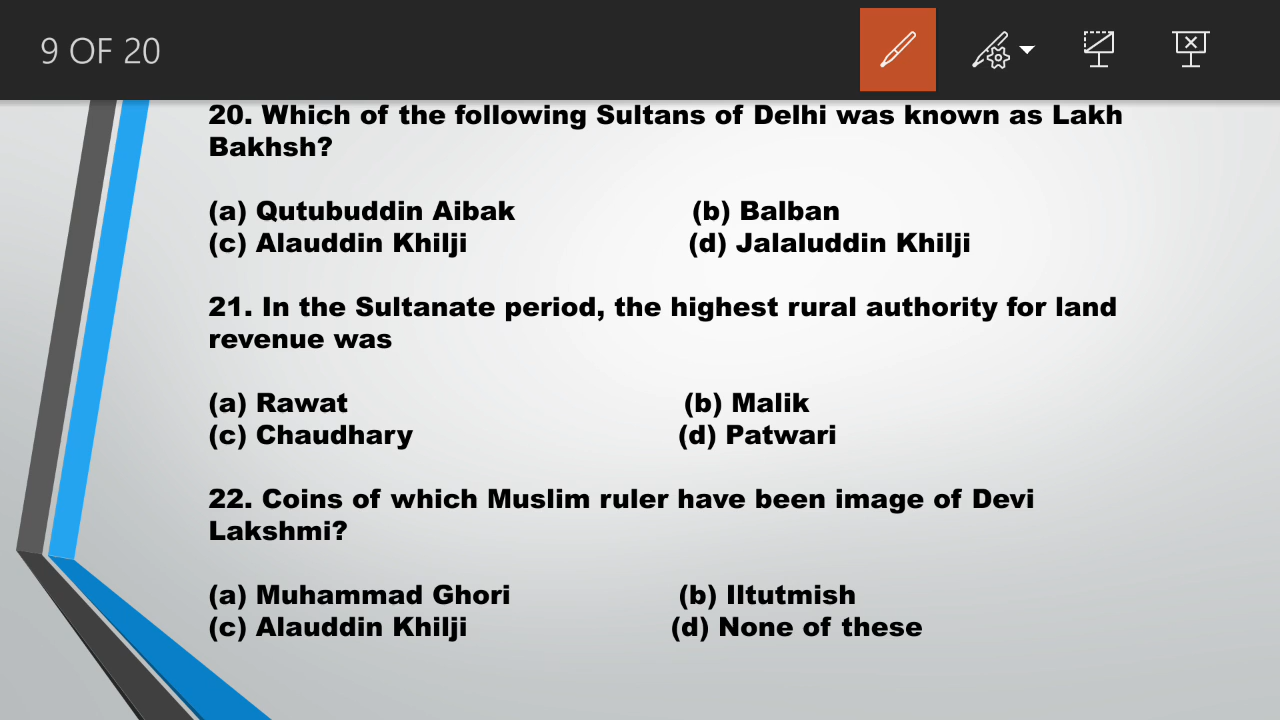 9 OF 20
20. Which of the following Sultans of Delhi was known as Lakh
Bakhsh?
(a) Qutubuddin Aibak (b) Balban
(c) Alauddin Khilji (d) Jalaluddin Khilji
21. In the Sultanate period, the highest rural authority for land
revenue was
(a) Rawat (b) Malik
(c) Chaudhary (d) Patwari
22. Coins of which Muslim ruler have been image of Devi
Lakshmi?
(a) Muhammad Ghori (b) Iltutmish
(c) Alauddin Khilji (d) None of these